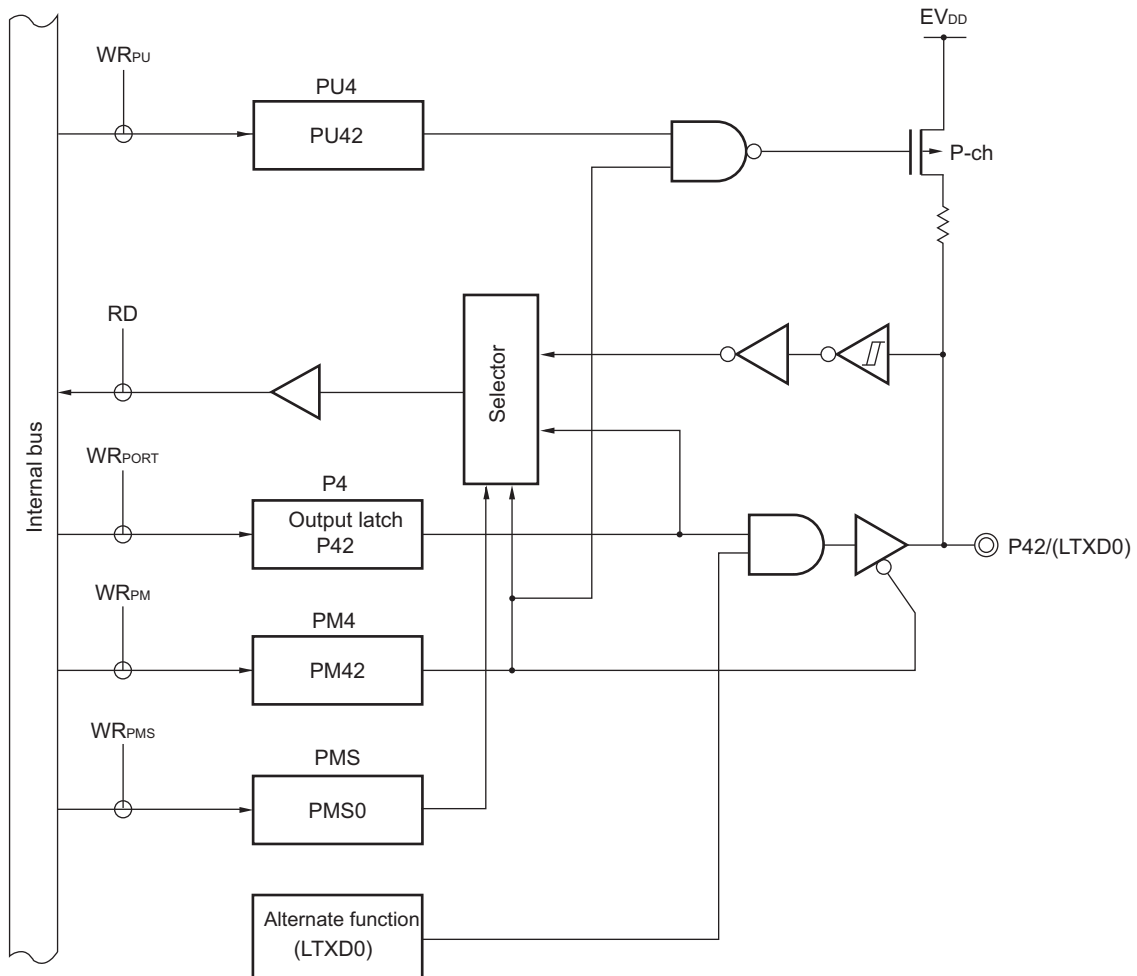 EVDD
WRPU
PU4
PU42
P-ch
RD
Selector
Internal bus
WRPORT
P4
Output latch
P42
P42/(LTXD0)
WRPM
PM4
PM42
WRPMS
PMS
PMS0
Alternate function
(LTXD0)